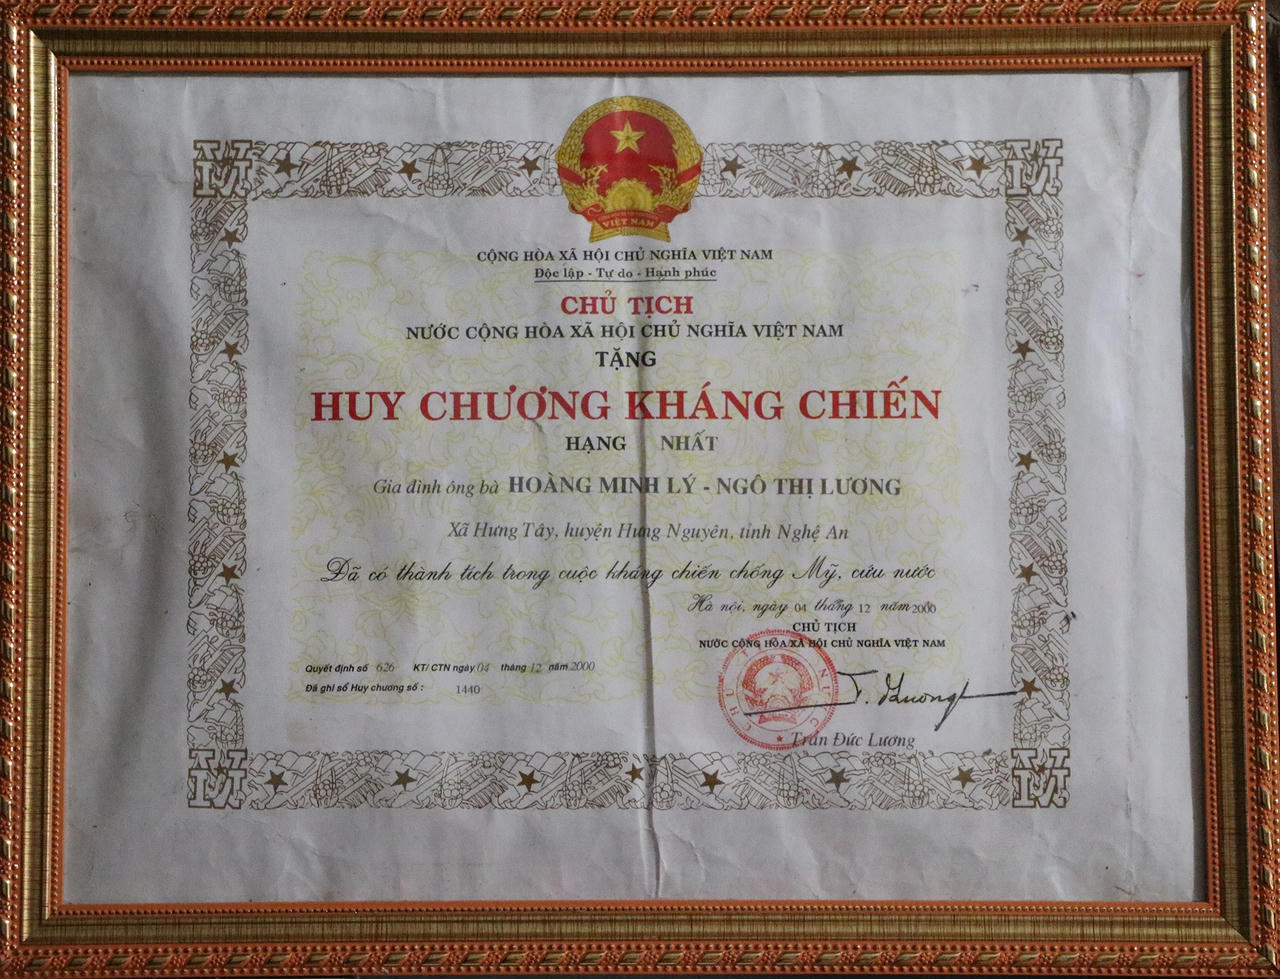 VIỆT NAM
CỘNG HÒA XÃ HỘI CHỦ NGHĨA VIỆT NAM
Độc lập - Tự do - Hạnh phúc
CHỦ TỊCH
NƯỚC CỘNG HÒA XÃ HỘI CHỦ NGHĨA VIỆT NAM
TẶNG
HUY CHƯƠNG KHÁNG CHIẾN
HẠNG NHẤT
Gia đình ông bà HOÀNG MINH LÝ - NGÔ THỊ LƯƠNG
Xã Hưng Tây, huyện Hưng Nguyên, tỉnh Nghệ An
Đã có thành tích trong cuộc kháng chiến chống Mỹ, cứu nước
Hà nội, ngày 04 tháng 12 năm 2000
CHỦ TỊCH
NƯỚC CỘNG HÒA XÃ HỘI CHỦ NGHĨA VIỆT NAM
Quyết định số 626 KT/ CTN ngày 04 tháng 12 năm 2000
Đã ghi sổ Huy chương số : 1440
CHỦ TỊCH NƯỚC
Trần Đức Lương